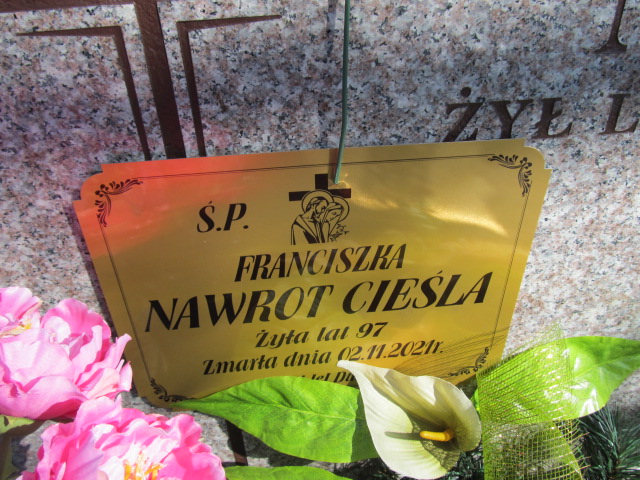 ŻYŁ L
Ś.P.
FRANCISZKA
NAWROT CIEŚLA
Żyła lat 97
Zmarła dnia 02.11.2021r.